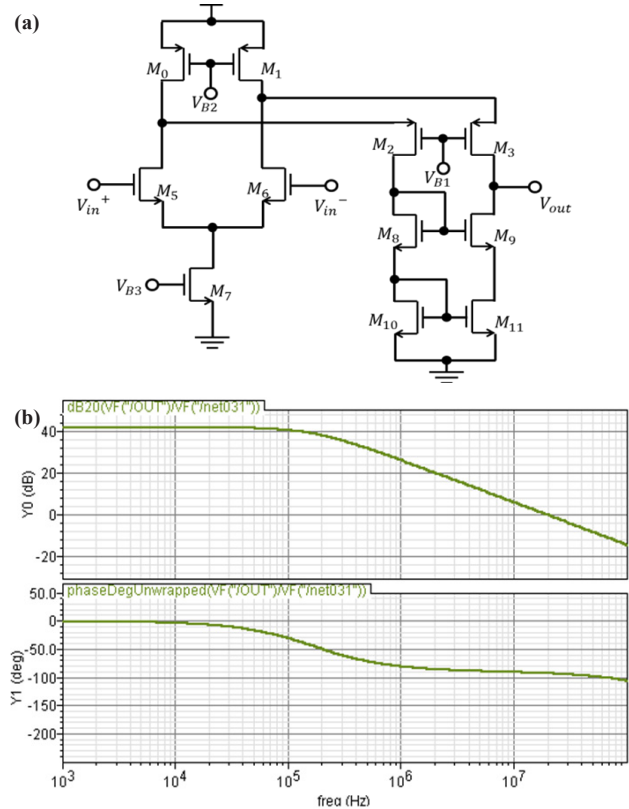 (a)
M0
M1
VB2
M2
M3
VB1
Vin+
M5
M6
Vin−
Vout
M8
M9
VB3
M7
M10
M11
(b)
dB20(VF("/OUT")/VF("/net031"))
Y0 (dB)
40
20
0
-20
phaseDegUnwrapped(VF("/OUT")/VF("/net031"))
Y1 (deg)
50.0
0
-50.0
-100
-150
-200
10^3
10^4
10^5
10^6
10^7
freq (Hz)